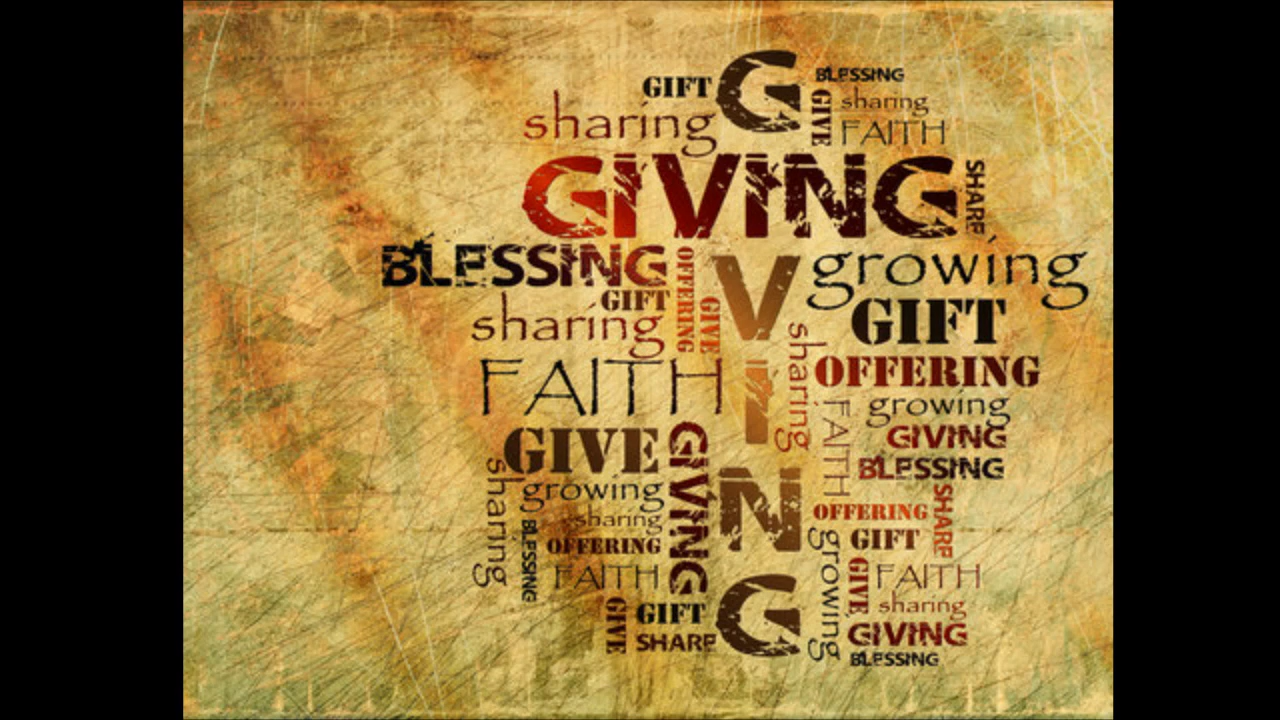 GIFT G BLESSING
sharing GIVE sharing
FAITH
GIVING SHARE
BLESSING OFFERING V growing
GIFT GIVE GIFT
sharing sharing
FAITH I OFFERING
FAITH growing
GIVE GIVING GIVING
sharing BLESSING
growing N SHARE
sharing BLESSING OFFERING
OFFERING growing GIFT
FAITH GIVE FAITH
GIVE GIFT G sharing
SHARE GIVING
BLESSING